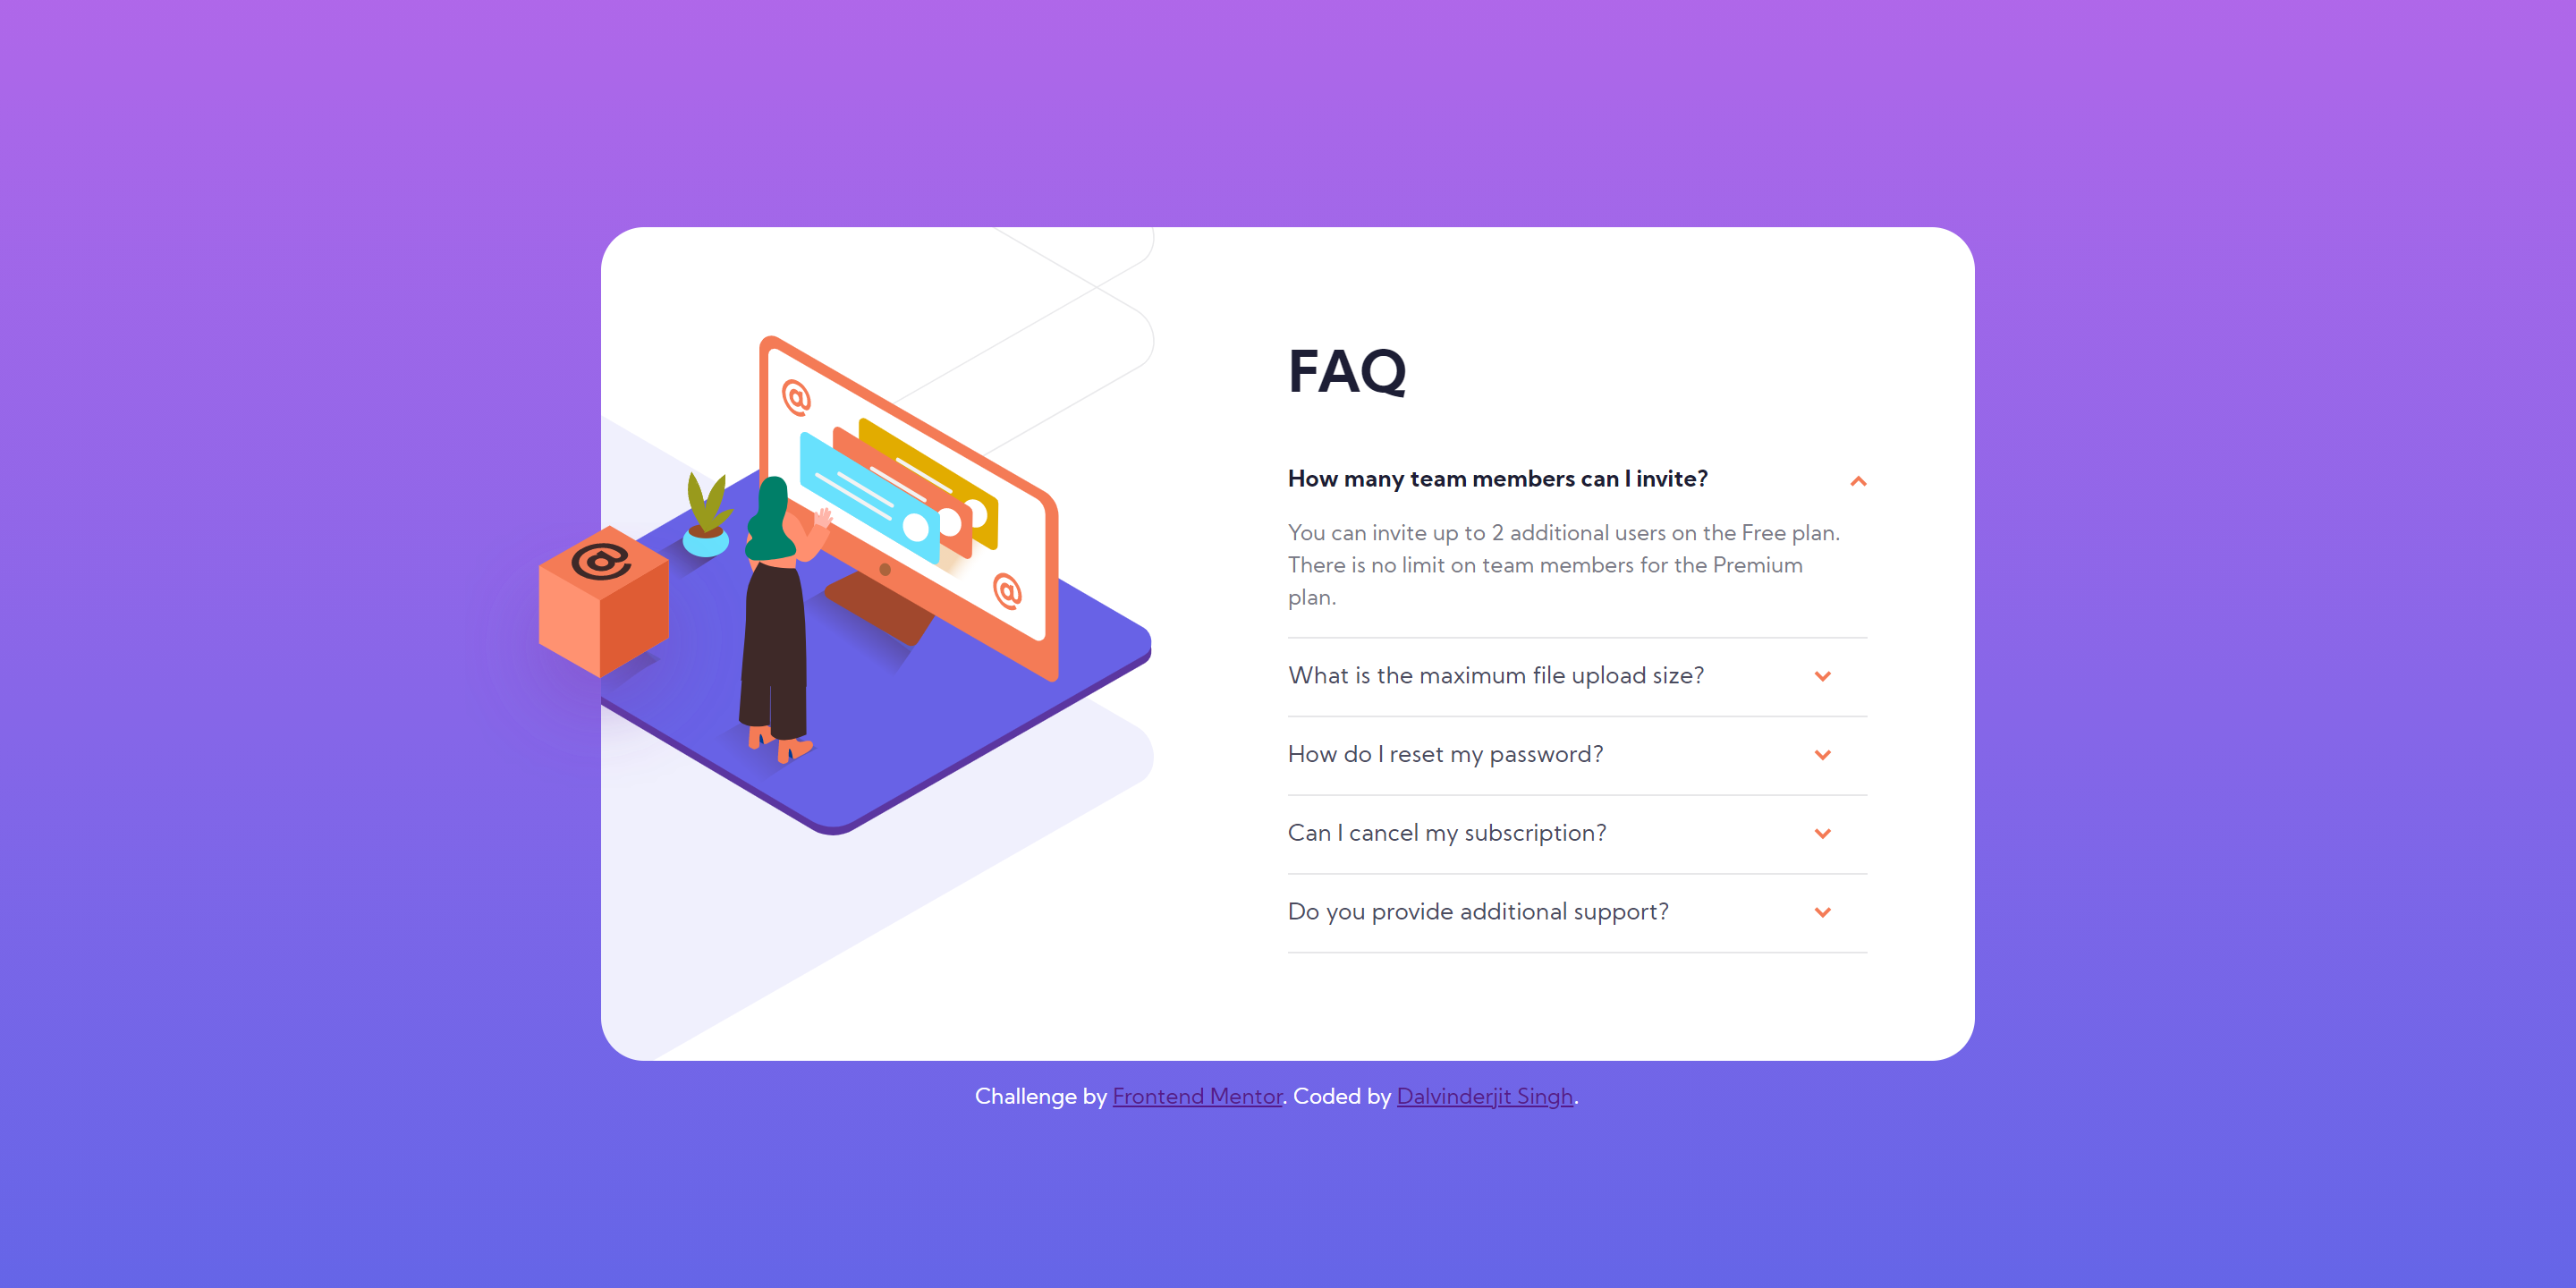 FAQ
How many team members can I invite?
You can invite up to 2 additional users on the Free plan.
There is no limit on team members for the Premium
plan.
What is the maximum file upload size?
How do I reset my password?
Can I cancel my subscription?
Do you provide additional support?
@
@
@
Challenge by Frontend Mentor. Coded by Dalvinderjit Singh.